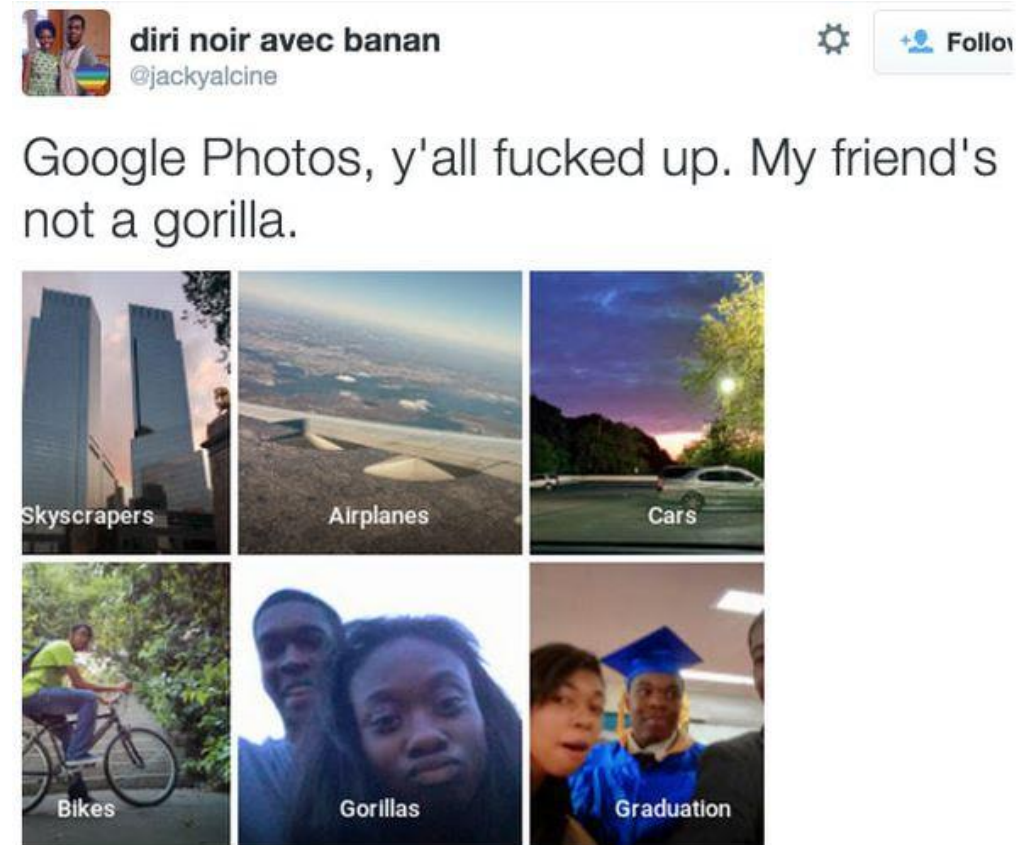 diri noir avec banan
@jackyalcine
Google Photos, y'all fucked up. My friend's
not a gorilla.
Skyscrapers
Airplanes
Cars
Bikes
Gorillas
Graduation